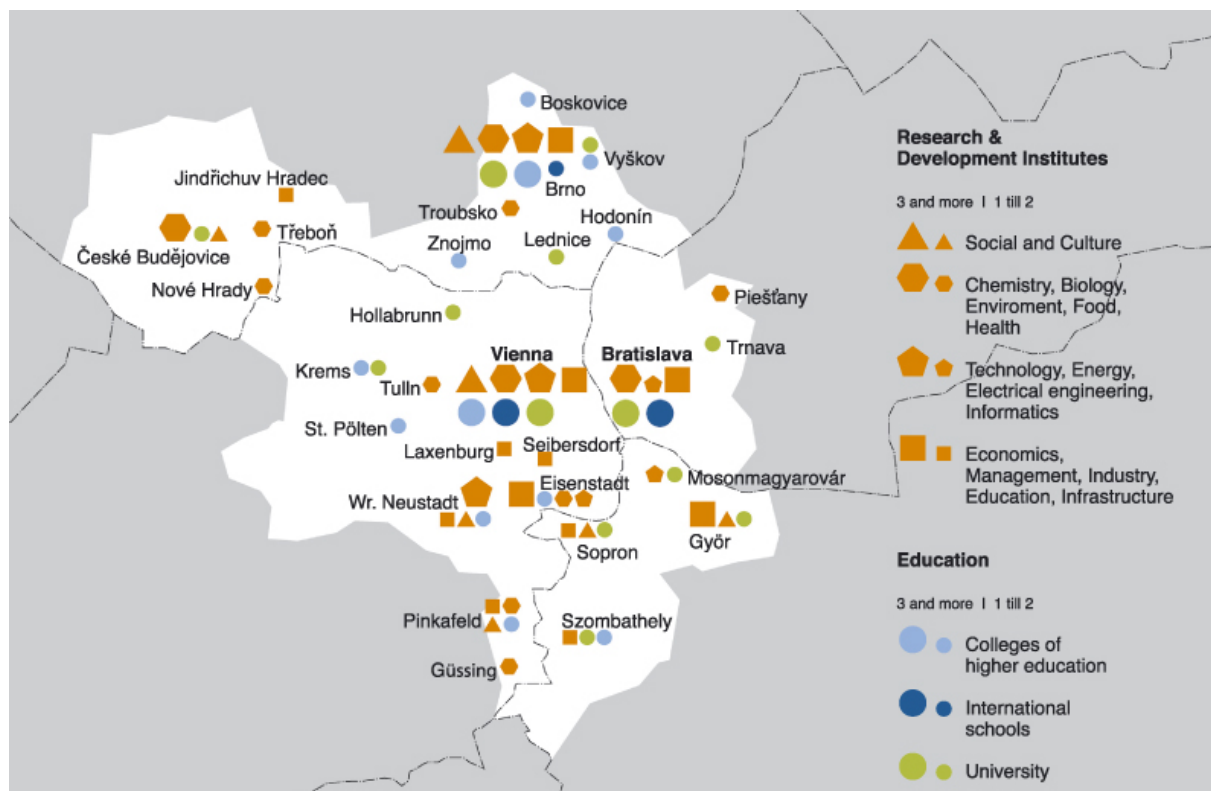 Boskovice
Vyškov
Brno
Jindřichuv Hradec
Troubsko
Hodonín
Třeboň
Znojmo
Lednice
České Budějovice
Nové Hrady
Piešťany
Hollabrunn
Trnava
Vienna
Bratislava
Krems
Tulln
St. Pölten
Laxenburg
Seibersdorf
Mosonmagyarovár
Eisenstadt
Wr. Neustadt
Györ
Sopron
Pinkafeld
Szombathely
Güssing
Research &
Development Institutes
3 and more I 1 till 2
Social and Culture
Chemistry, Biology,
Enviroment, Food,
Health
Technology, Energy,
Electrical engineering,
Informatics
Economics,
Management, Industry,
Education, Infrastructure
Education
3 and more I 1 till 2
Colleges of
higher education
International
schools
University